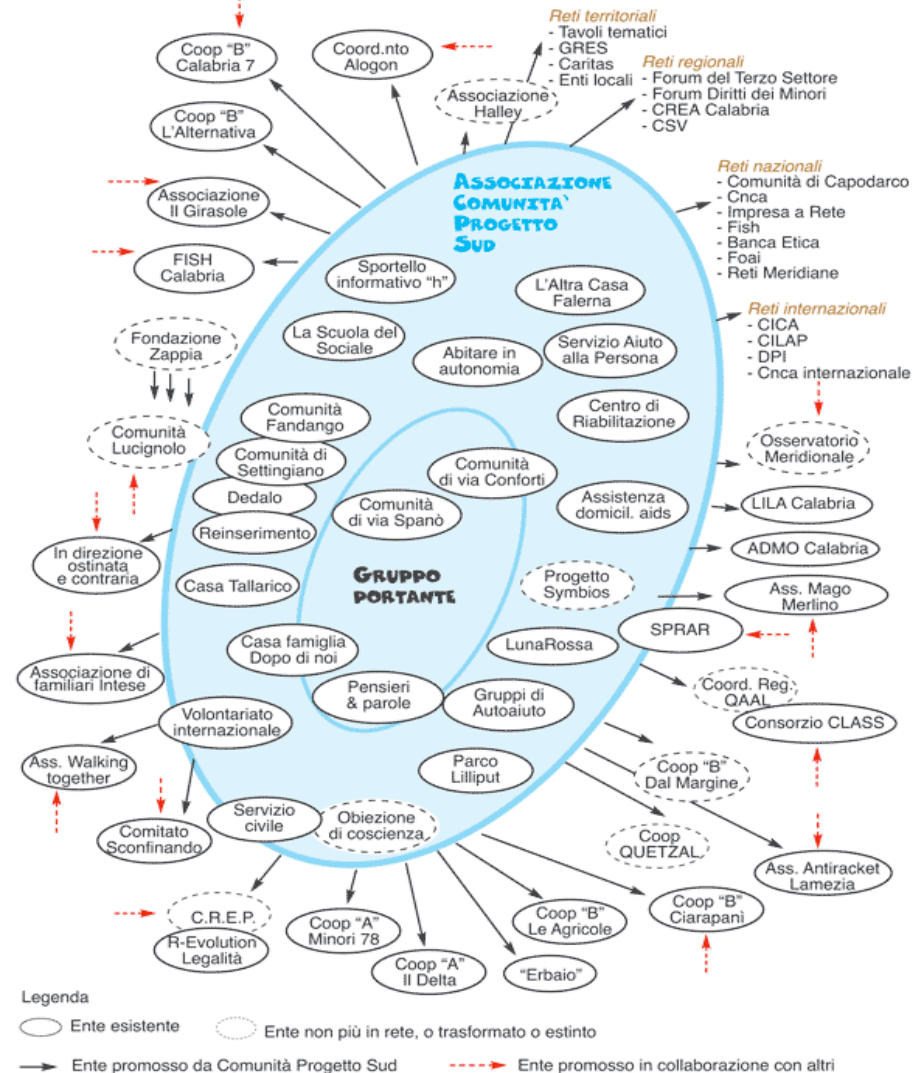 Reti territoriali
- Tavoli tematici
- GRES
- Caritas
- Enti locali
Reti regionali
- Forum del Terzo Settore
- Forum Diritti dei Minori
- CREA Calabria
- CSV
Coop “B”
Calabria 7
Coord.nto
Alogon
Associazione
Halley
Coop “B”
L'Alternativa
Associazione
Il Girasole
FISH
Calabria
ASSOCIAZIONE
COMUNITA'
PROGETTO
SUD
Reti nazionali
- Comunità di Capodarco
- Cnca
- Impresa a Rete
- Fish
- Banca Etica
- Foai
- Reti Meridiane
Sportello
informativo “h”
L'Altra Casa
Falerna
Reti internazionali
- CICA
- CILAP
- DPI
- Cnca internazionale
Fondazione
Zappia
La Scuola del
Sociale
Abitare in
autonomia
Servizio Aiuto
alla Persona
Comunità
Lucignolo
Comunità
Fandango
Centro di
Riabilitazione
Osservatorio
Meridionale
Comunità di
Settingiano
Comunità
di via Conforti
Dedalo
Comunità
di via Spanò
Assistenza
domicil. aids
LILA Calabria
Reinserimento
ADMO Calabria
In direzione
ostinata
e contraria
Casa Tallarico
GRUPPO
PORTANTE
Progetto
Symbios
Ass. Mago
Merlino
SPRAR
Casa famiglia
Dopo di noi
LunaRossa
Associazione di
familiari Intese
Pensieri
& parole
Gruppi di
Autoaiuto
Coord. Reg.
QAAL
Consorzio CLASS
Volontariato
internazionale
Ass. Walking
together
Parco
Lilliput
Coop “B”
Dal Margine
Servizio
civile
Obiezione
di coscienza
Comitato
Sconfinando
Coop
QUETZAL
Ass. Antiracket
Lamezia
C.R.E.P.
R-Evolution
Legalità
Coop “A”
Minori 78
Coop “A”
Il Delta
Coop “B”
Le Agricole
“Erbaio”
Coop “B”
Ciarapanì
Legenda
Ente esistente
Ente non più in rete, o trasformato o estinto
Ente promosso da Comunità Progetto Sud
Ente promosso in collaborazione con altri